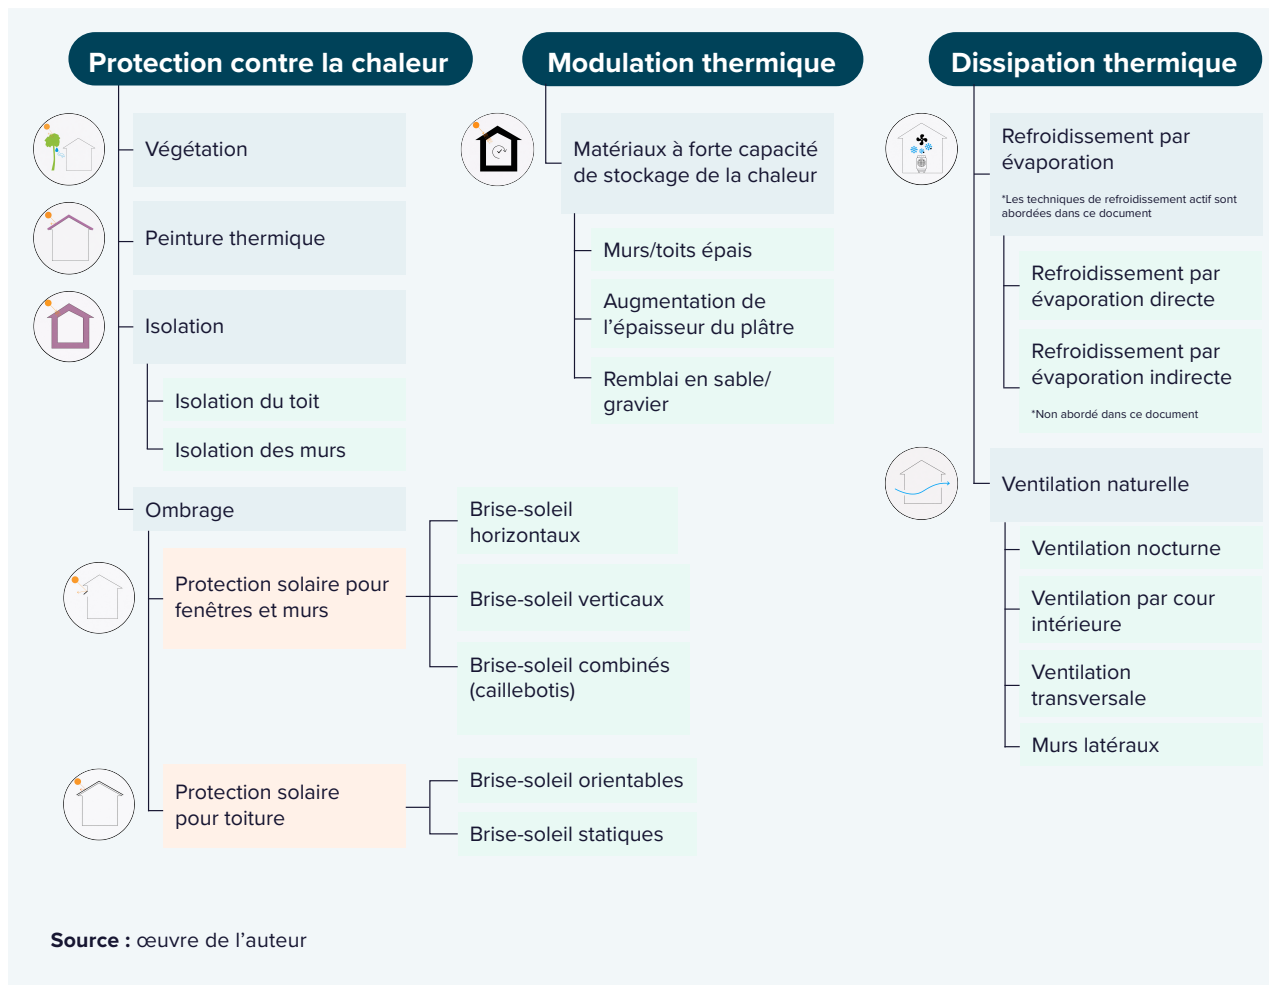 Protection contre la chaleur
Végétation
Peinture thermique
Isolation
Isolation du toit
Isolation des murs
Ombrage
Protection solaire pour
fenêtres et murs
Brise-soleil
horizontaux
Brise-soleil verticaux
Brise-soleil combinés
(caillebotis)
Protection solaire
pour toiture
Brise-soleil orientables
Brise-soleil statiques
Modulation thermique
Matériaux à forte capacité
de stockage de la chaleur
Murs/toits épais
Augmentation de
l’épaisseur du plâtre
Remblai en sable/
gravier
Dissipation thermique
Refroidissement par
évaporation
*Les techniques de refroidissement actif sont
abordées dans ce document
Refroidissement par
évaporation directe
Refroidissement par
évaporation indirecte
*Non abordé dans ce document
Ventilation naturelle
Ventilation nocturne
Ventilation par cour
intérieure
Ventilation
transversale
Murs latéraux
Source : œuvre de l’auteur